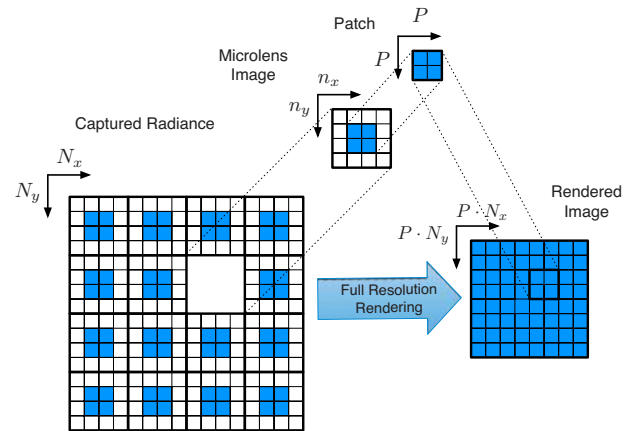 Patch
P
P
Microlens
Image
n_x
n_y
Captured Radiance
N_x
N_y
Rendered
Image
P · N_x
P · N_y
Full Resolution
Rendering